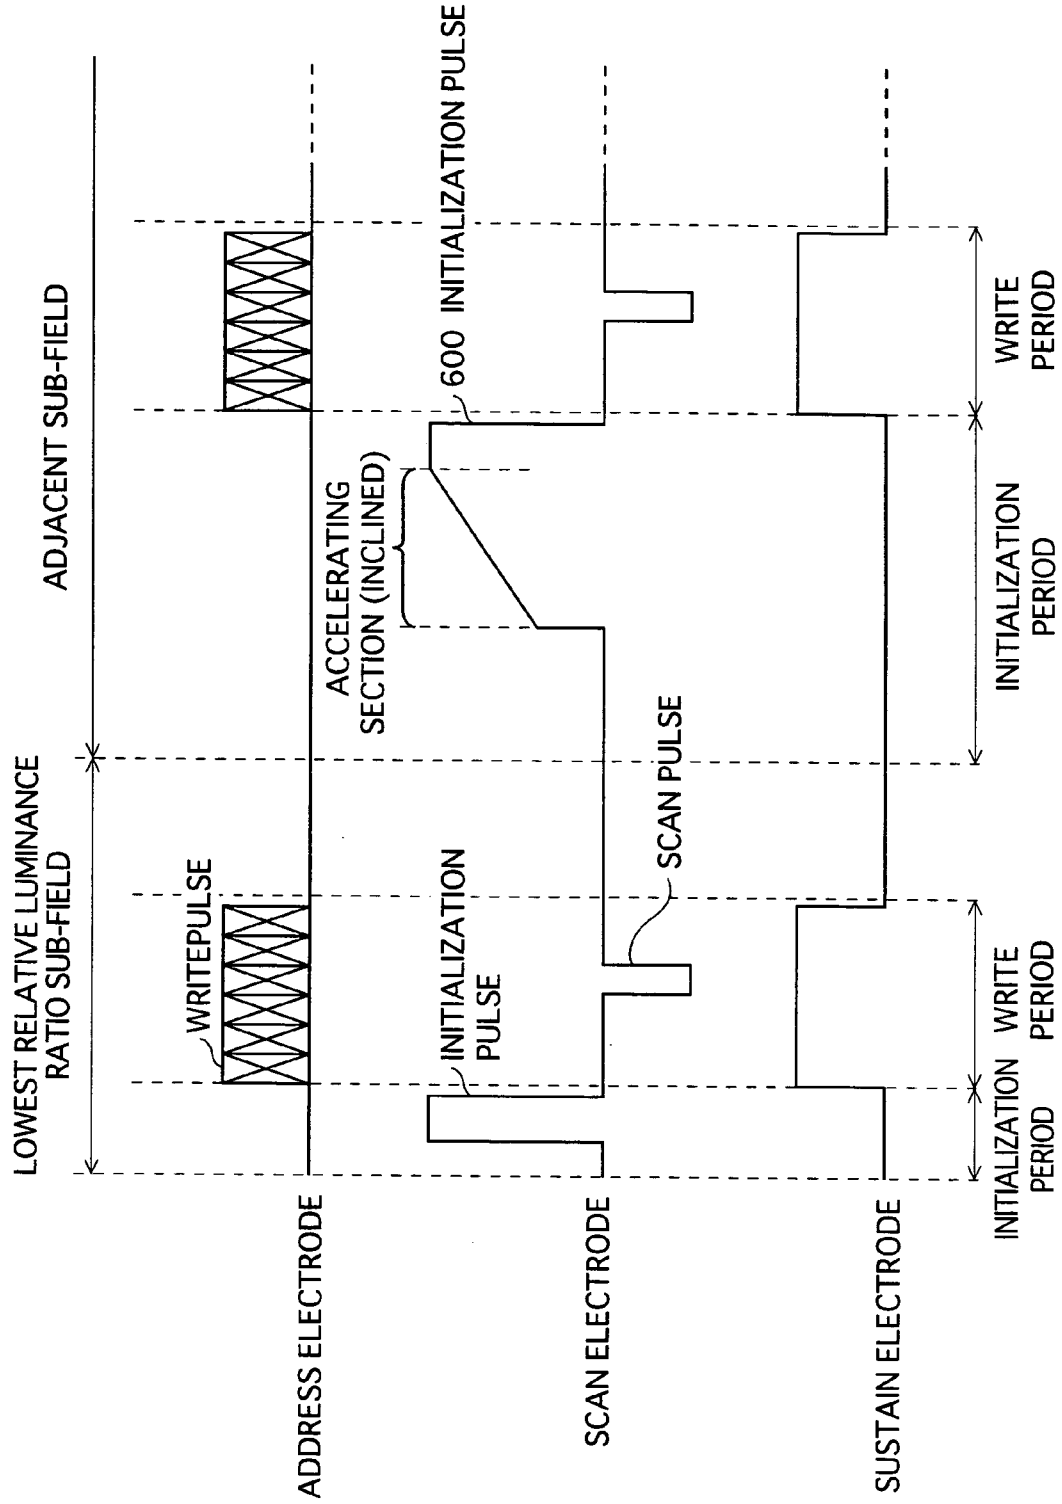 LOWEST RELATIVE LUMINANCE
RATIO SUB-FIELD
ADJACENT SUB-FIELD
WRITEPULSE
ADDRESS ELECTRODE
ACCELERATING
SECTION (INCLINED)
600 INITIALIZATION PULSE
INITIALIZATION
PULSE
SCAN PULSE
SCAN ELECTRODE
SUSTAIN ELECTRODE
INITIALIZATION
PERIOD
WRITE
PERIOD
INITIALIZATION
PERIOD
WRITE
PERIOD